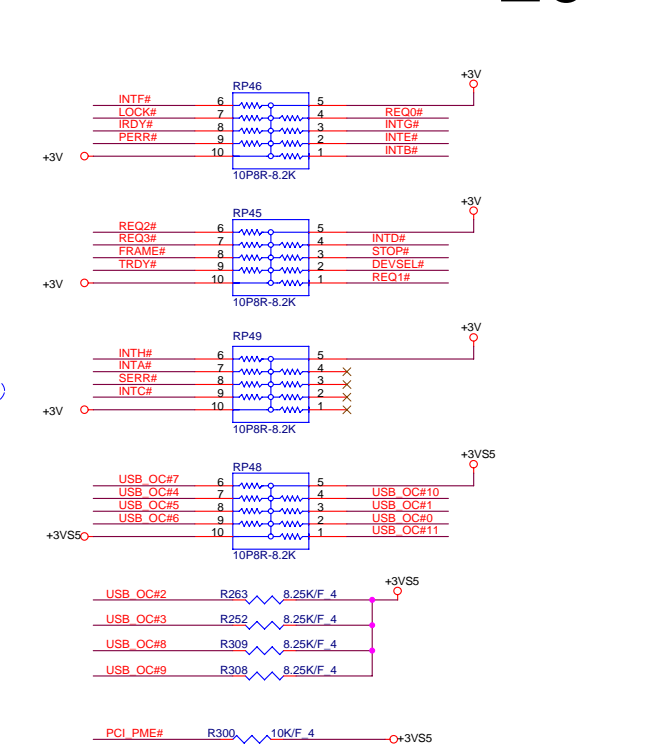 +3V
RP46
INTF# 6 5
LOCK# 7 4 REQ0#
IRDY# 8 3 INTG#
PERR# 9 2 INTE#
+3V 10 1 INTB#
10P8R-8.2K
+3V
RP45
REQ2# 6 5
REQ3# 7 4 INTD#
FRAME# 8 3 STOP#
TRDY# 9 2 DEVSEL#
+3V 10 1 REQ1#
10P8R-8.2K
+3V
RP49
INTH# 6 5
INTA# 7 4
SERR# 8 3
INTC# 9 2
+3V 10 1
10P8R-8.2K
+3VS5
RP48
USB_OC#7 6 5
USB_OC#4 7 4 USB_OC#10
USB_OC#5 8 3 USB_OC#1
USB_OC#6 9 2 USB_OC#0
+3VS5 10 1 USB_OC#11
10P8R-8.2K
+3VS5
USB_OC#2 R263 8.25K/F_4
USB_OC#3 R252 8.25K/F_4
USB_OC#8 R309 8.25K/F_4
USB_OC#9 R308 8.25K/F_4
PCI_PME# R300 10K/F_4 +3VS5